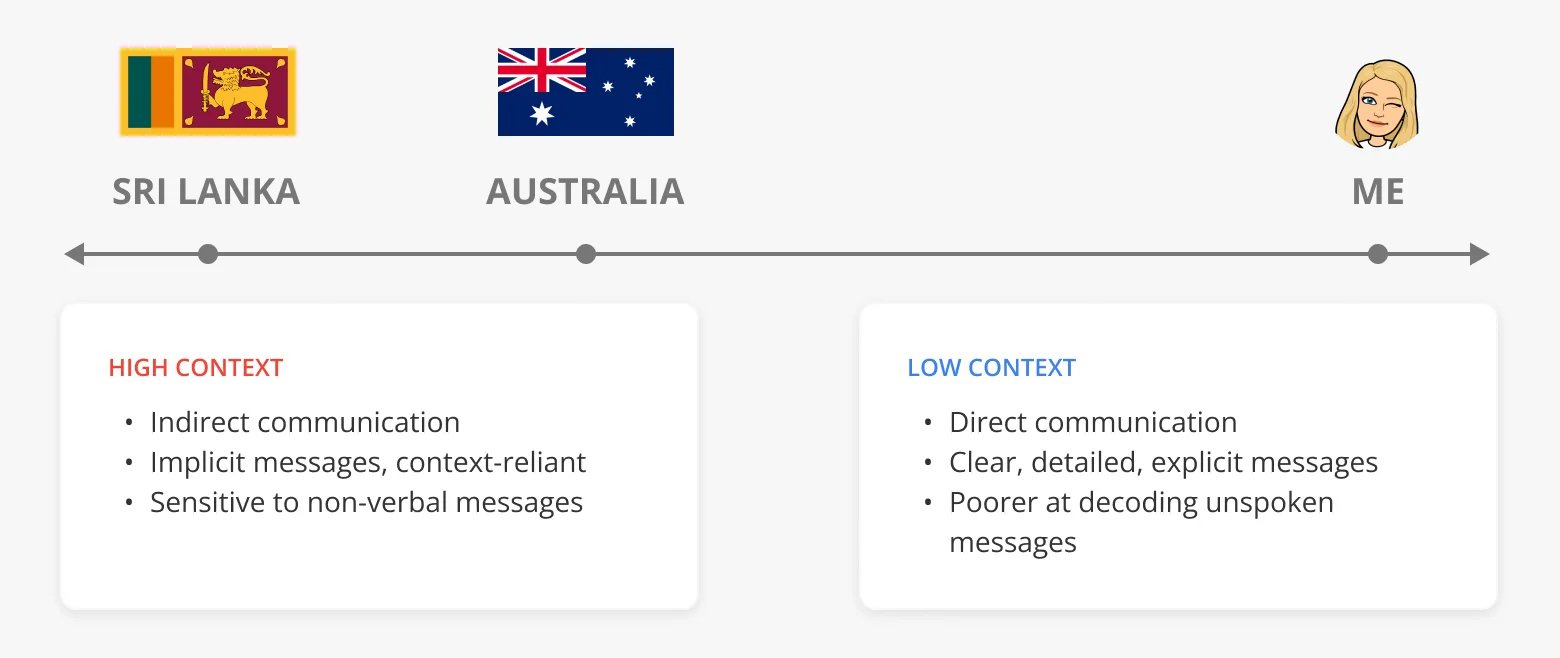 SRI LANKA
AUSTRALIA
ME
HIGH CONTEXT
• Indirect communication
• Implicit messages, context-reliant
• Sensitive to non-verbal messages
LOW CONTEXT
• Direct communication
• Clear, detailed, explicit messages
• Poorer at decoding unspoken
messages